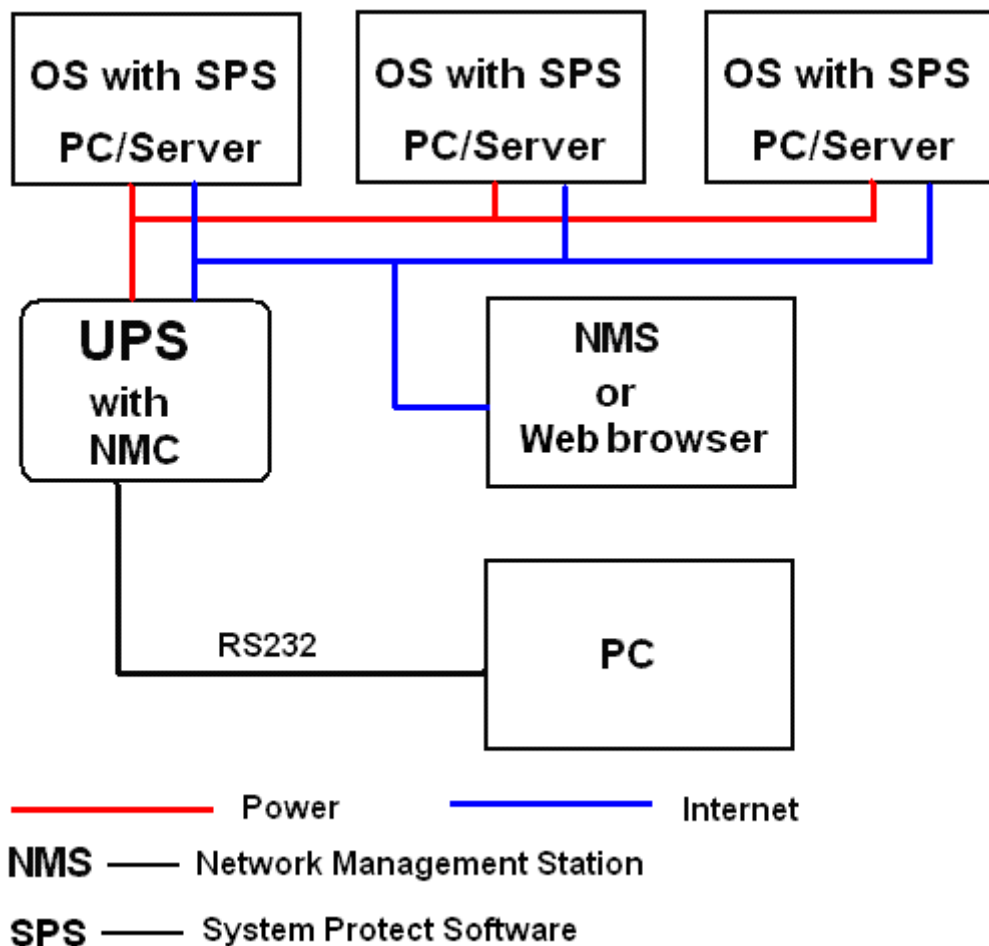 OS with SPS
PC/Server
OS with SPS
PC/Server
OS with SPS
PC/Server
UPS
with
NMC
NMS
or
Web browser
RS232
PC
Power
Internet
NMS Network Management Station
SPS System Protect Software